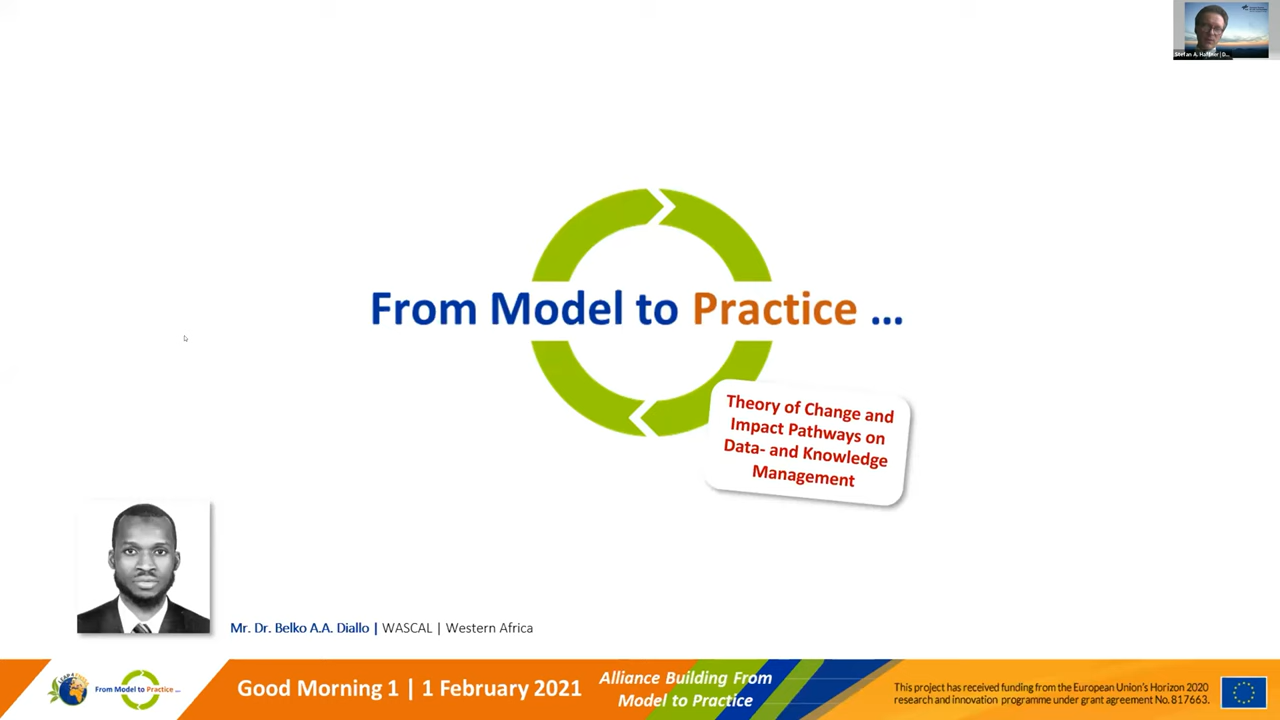 Stefan A. Haffner | D...
From Model to Practice ...
Theory of Change and
Impact Pathways on
Data- and Knowledge
Management
Mr. Dr. Belko A.A. Diallo | WASCAL | Western Africa
From Model to Practice ...
Good Morning 1 | 1 February 2021
Alliance Building From
Model to Practice
This project has received funding from the European Union's Horizon 2020
research and innovation programme under grant agreement No. 817663.